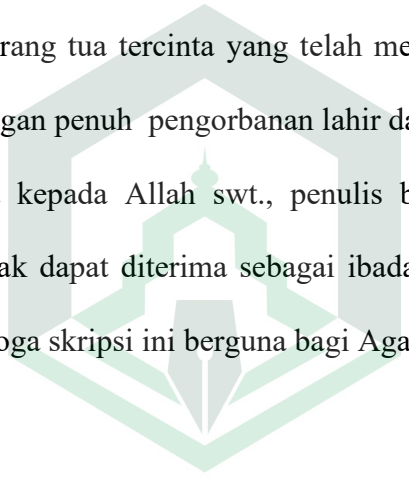 rang tua tercinta yang telah me
gan penuh pengorbanan lahir da
kepada Allah swt., penulis b
ak dapat diterima sebagai ibada
oga skripsi ini berguna bagi Aga